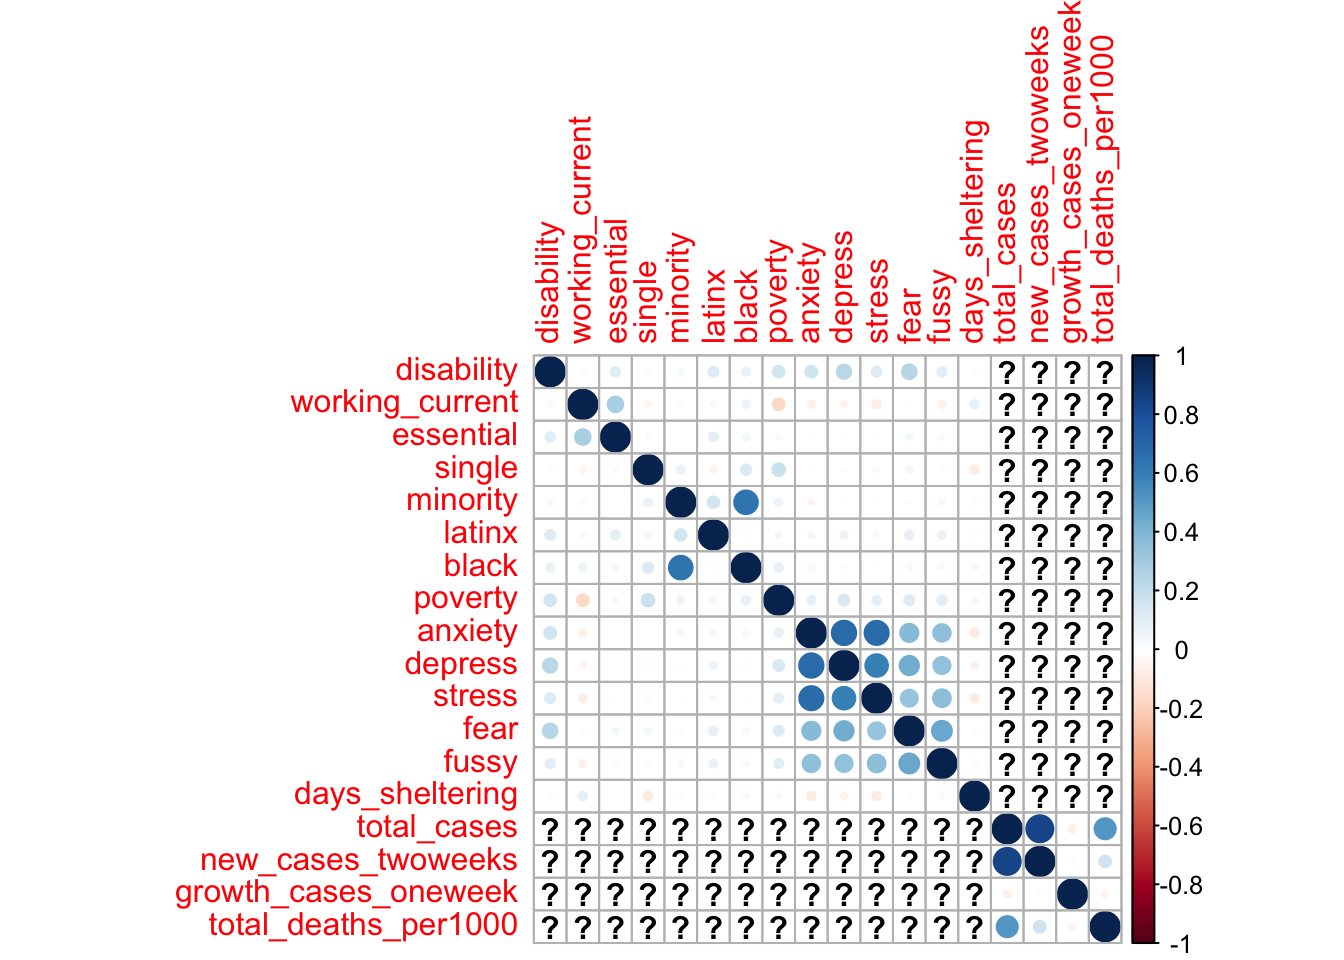 disability
working_current
essential
single
minority
latinx
black
poverty
anxiety
depress
stress
fear
fussy
days_sheltering
total_cases
new_cases_twoweeks
growth_cases_oneweek
total_deaths_per1000
disability ? ? ? ?
working_current ? ? ? ?
essential ? ? ? ?
single ? ? ? ?
minority ? ? ? ?
latinx ? ? ? ?
black ? ? ? ?
poverty ? ? ? ?
anxiety ? ? ? ?
depress ? ? ? ?
stress ? ? ? ?
fear ? ? ? ?
fussy ? ? ? ?
days_sheltering ? ? ? ?
total_cases ? ? ? ? ? ? ? ? ? ? ? ? ? ?
new_cases_twoweeks ? ? ? ? ? ? ? ? ? ? ? ? ? ?
growth_cases_oneweek ? ? ? ? ? ? ? ? ? ? ? ? ? ?
total_deaths_per1000 ? ? ? ? ? ? ? ? ? ? ? ? ? ?
1
0.8
0.6
0.4
0.2
0
-0.2
-0.4
-0.6
-0.8
-1